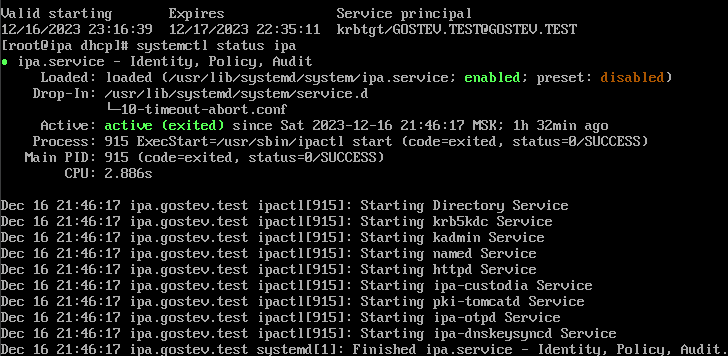 Valid starting       Expires              Service principal
12/16/2023 23:16:39  12/17/2023 22:35:11  krbtgt/GOSTEV.TEST@GOSTEV.TEST
[root@ipa dhcp]# systemctl status ipa
● ipa.service - Identity, Policy, Audit
     Loaded: loaded (/usr/lib/systemd/system/ipa.service; enabled; preset: disabled)
    Drop-In: /usr/lib/systemd/system/service.d
             └─10-timeout-abort.conf
     Active: active (exited) since Sat 2023-12-16 21:46:17 MSK; 1h 32min ago
    Process: 915 ExecStart=/usr/sbin/ipactl start (code=exited, status=0/SUCCESS)
   Main PID: 915 (code=exited, status=0/SUCCESS)
        CPU: 2.886s

Dec 16 21:46:17 ipa.gostev.test ipactl[915]: Starting Directory Service
Dec 16 21:46:17 ipa.gostev.test ipactl[915]: Starting krb5kdc Service
Dec 16 21:46:17 ipa.gostev.test ipactl[915]: Starting kadmin Service
Dec 16 21:46:17 ipa.gostev.test ipactl[915]: Starting named Service
Dec 16 21:46:17 ipa.gostev.test ipactl[915]: Starting httpd Service
Dec 16 21:46:17 ipa.gostev.test ipactl[915]: Starting ipa-custodia Service
Dec 16 21:46:17 ipa.gostev.test ipactl[915]: Starting pki-tomcatd Service
Dec 16 21:46:17 ipa.gostev.test ipactl[915]: Starting ipa-otpd Service
Dec 16 21:46:17 ipa.gostev.test ipactl[915]: Starting ipa-dnskeysyncd Service
Dec 16 21:46:17 ipa.gostev.test systemd[1]: Finished ipa.service - Identity, Policy, Audit.